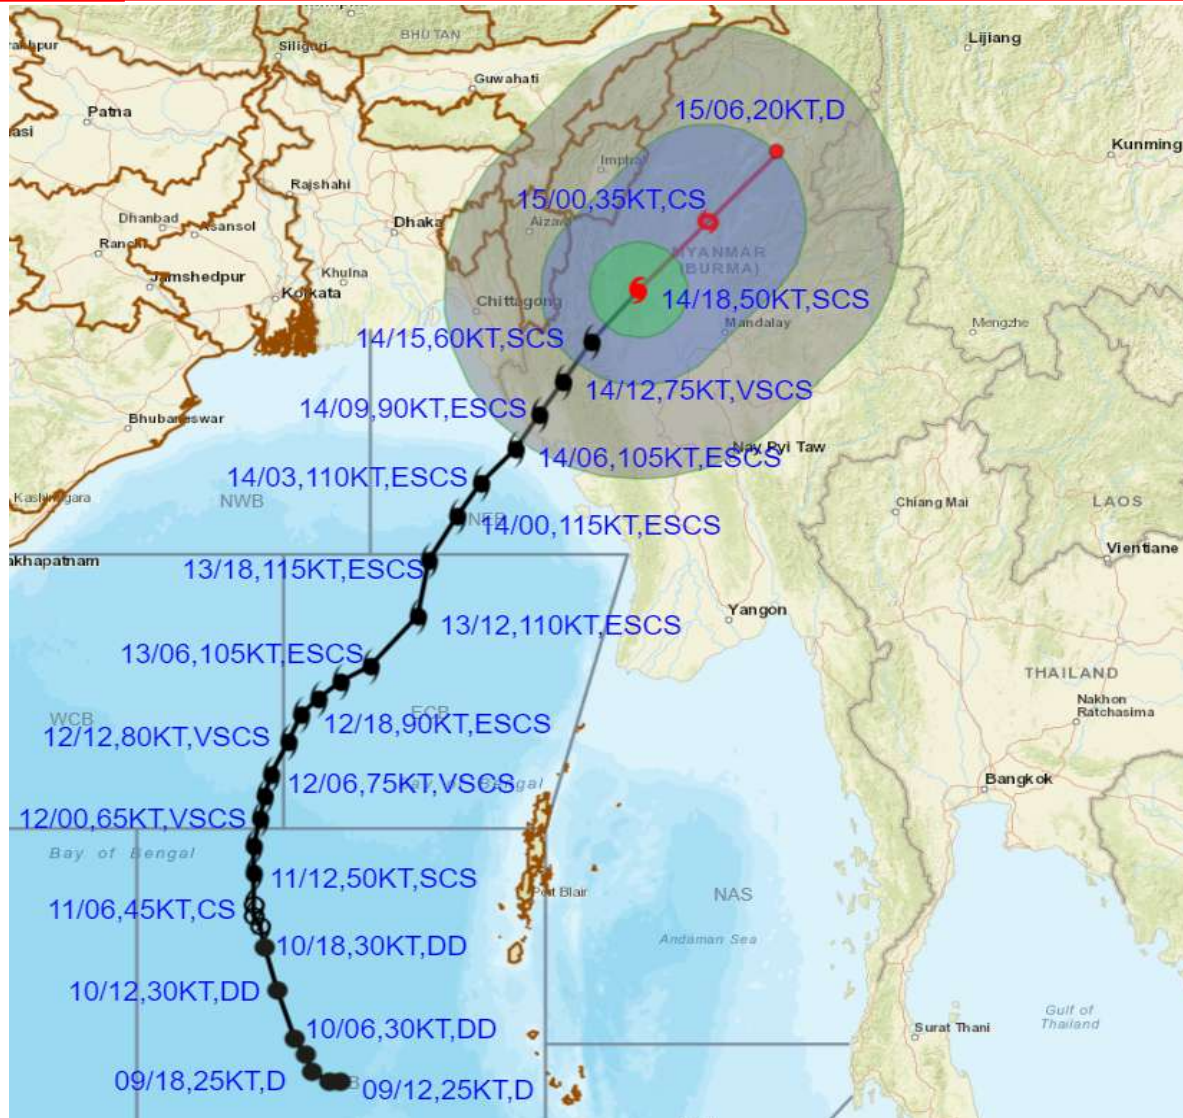 BHUTAN
Siliguri
Lijiang
Guwahati
Patna
15/06,20KT,D
Kunming
Imphal
Rajshahi
15/00,35KT,CS
Dhanbad
Asansol
Dhaka
Aizawl
Ranchi
MYANMAR
(BURMA)
Jamshedpur
Khulna
Kolkata
Chittagong
14/18,50KT,SCS
Mandalay
Mengzhe
14/15,60KT,SCS
14/12,75KT,VSCS
14/09,90KT,ESCS
Bhubaneswar
Nay Pyi Taw
14/06,105KT,ESCS
14/03,110KT,ESCS
NWB
Chiang Mai
LAOS
NEB
14/00,115KT,ESCS
Vientiane
akhapatnam
13/18,115KT,ESCS
Yangon
13/12,110KT,ESCS
13/06,105KT,ESCS
THAILAND
Nakhon
Ratchasima
WCB
ECB
12/18,90KT,ESCS
12/12,80KT,VSCS
Bay of Bengal
12/06,75KT,VSCS
Bangkok
12/00,65KT,VSCS
Bay of Bengal
11/12,50KT,SCS
Port Blair
NAS
11/06,45KT,CS
Andaman Sea
10/18,30KT,DD
10/12,30KT,DD
Gulf of
Thailand
10/06,30KT,DD
Surat Thani
09/18,25KT,D
09/12,25KT,D